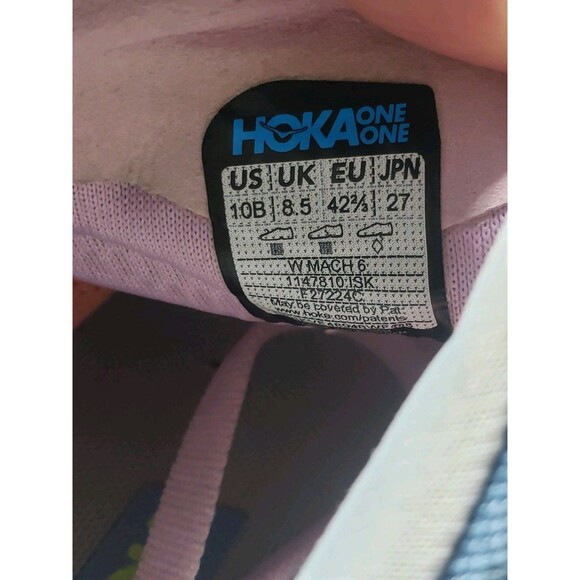 HOKA ONE ONE
US UK EU JPN
10B 8.5 42⅔ 27
W MACH 6
1147810 ISK
F27224C
May be covered by Pat.
www.hoka.com/patents